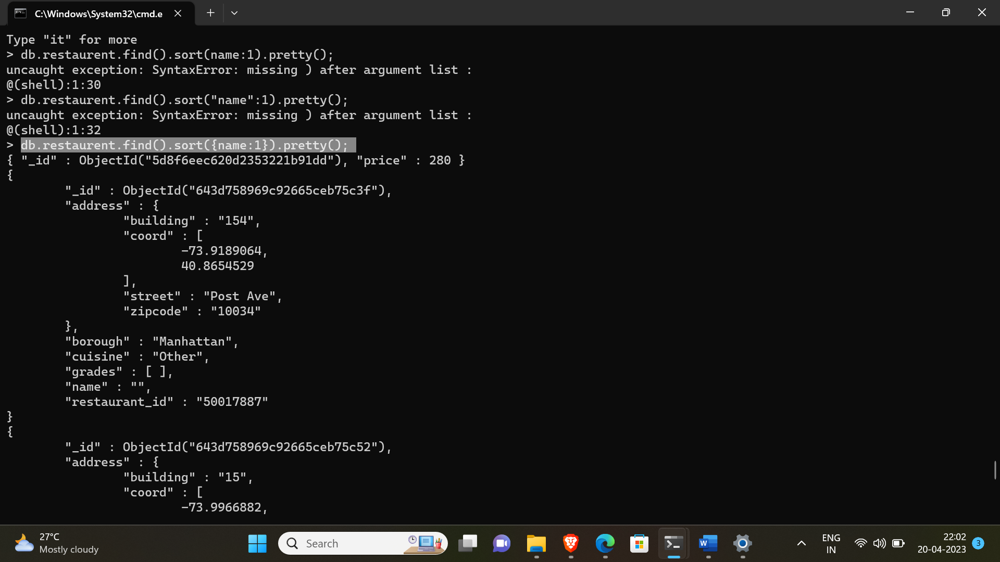 C:\Windows\System32\cmd.e
Type "it" for more
> db.restaurent.find().sort(name:1).pretty();
uncaught exception: SyntaxError: missing ) after argument list :
@(shell):1:30
> db.restaurent.find().sort("name":1).pretty();
uncaught exception: SyntaxError: missing ) after argument list :
@(shell):1:32
> db.restaurent.find().sort({name:1}).pretty();
{ "_id" : ObjectId("5d8f6eec620d2353221b91dd"), "price" : 280 }
{
        "_id" : ObjectId("643d758969c92665ceb75c3f"),
        "address" : {
                "building" : "154",
                "coord" : [
                        -73.9189064,
                        40.8654529
                ],
                "street" : "Post Ave",
                "zipcode" : "10034"
        },
        "borough" : "Manhattan",
        "cuisine" : "Other",
        "grades" : [ ],
        "name" : "",
        "restaurant_id" : "50017887"
}
{
        "_id" : ObjectId("643d758969c92665ceb75c52"),
        "address" : {
                "building" : "15",
                "coord" : [
                        -73.9966882,
27°C
Mostly cloudy
Search
ENG
IN
22:02
20-04-2023
3